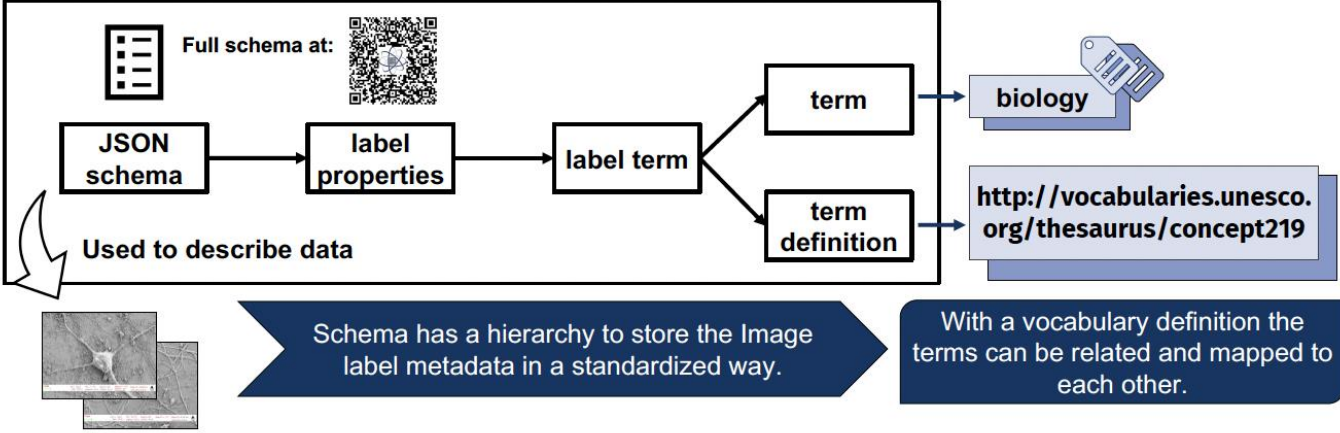 Full schema at:
JSON
schema
label
properties
label term
term
term
definition
biology
http://vocabularies.unesco.
org/thesaurus/concept219
Used to describe data
Schema has a hierarchy to store the Image
label metadata in a standardized way.
With a vocabulary definition the
terms can be related and mapped to
each other.